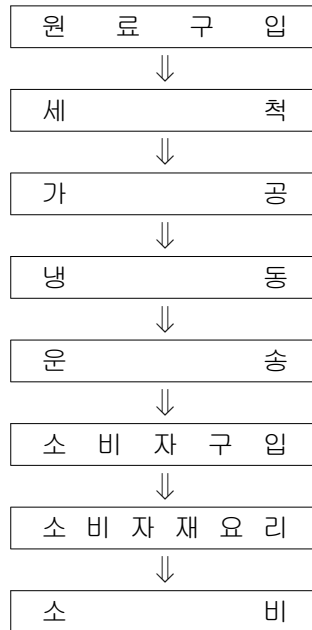 원 료 구 입
⇓
세 척
⇓
가 공
⇓
냉 동
⇓
운 송
⇓
소 비 자 구 입
⇓
소 비 자 재 요 리
⇓
소 비